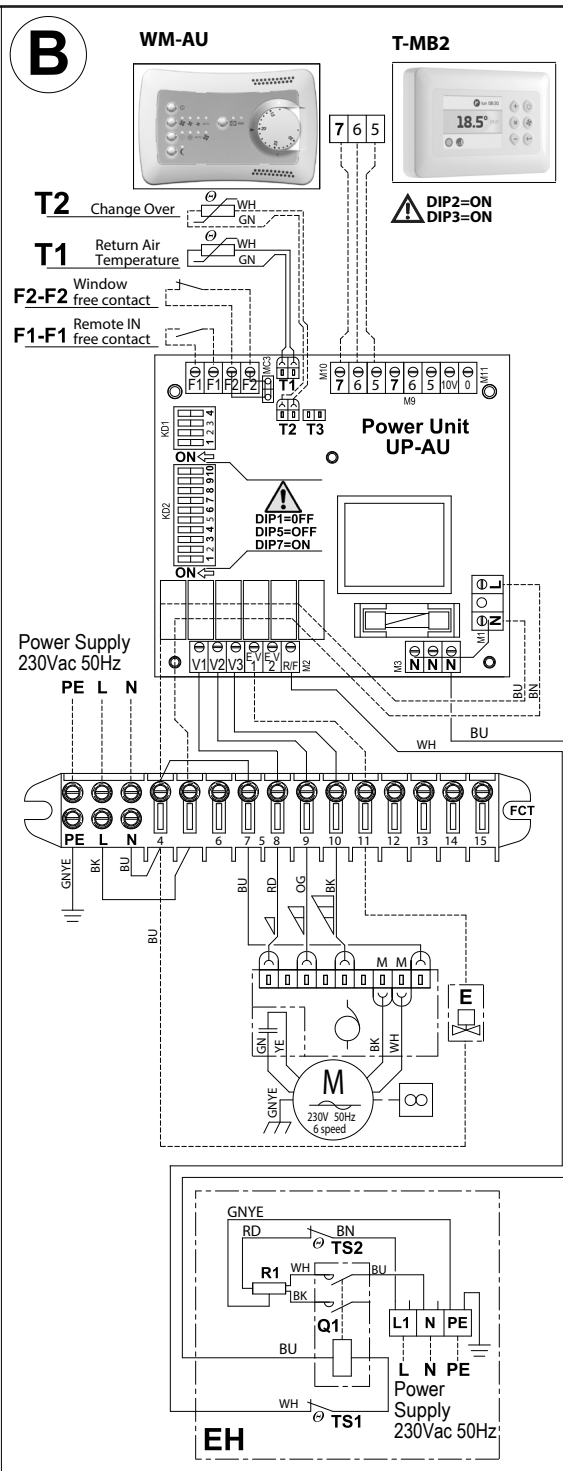 B
WM-AU
T-MB2
tue 08:30
18.5°
7 6 5
DIP2=ON
DIP3=ON
T2 Change Over
WH
GN
T1 Return Air Temperature
WH
GN
F2-F2 Window free contact
F1-F1 Remote IN free contact
F1 F1 F2 F2
MC3
T1
T2 T3
M10
7 6 5 7 6 5 10V 0
M9
M11
Power Unit
UP-AU
KD1
1 2 3 4
ON
KD2
1 2 3 4 5 6 7 8 9 10
ON
DIP1=0FF
DIP5=OFF
DIP7=ON
L
N
M1
V1 V2 V3 EV1 EV2 R/F M2
M3 N N N
BU
BN
BU
WH
Power Supply
230Vac 50Hz
PE L N
FCT
PE L N 4 6 7 5 8 9 10 11 12 13 14 15
GNYE
BK
BU
BU
BU
RD
OG
BK
M M
E
GN
YE
BK
WH
GNYE
M
230V 50Hz
6 speed
GNYE
RD
BN
TS2
R1
WH
BU
BK
Q1
L1 N PE
BU
L N PE
Power
Supply
230Vac 50Hz
WH
TS1
EH